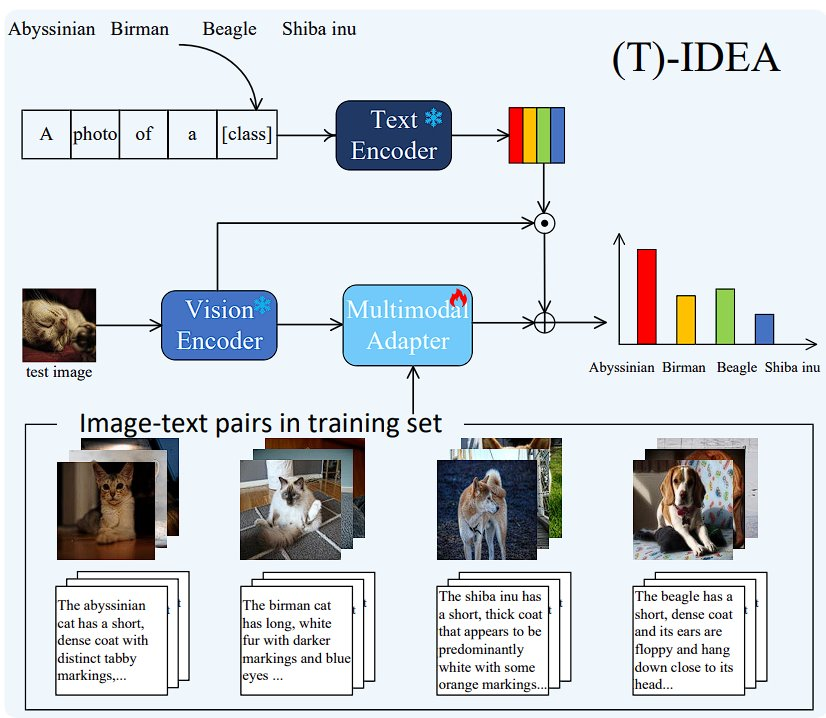 Abyssinian Birman Beagle Shiba inu
(T)-IDEA
A photo of a [class]
Text
Encoder
Vision
Encoder
Multimodal
Adapter
test image
Abyssinian Birman Beagle Shiba inu
Image-text pairs in training set
The abyssinian
cat has a short,
dense coat with
distinct tabby
markings,...
The birman cat
has long, white
fur with darker
markings and blue
eyes ...
The shiba inu has
a short, thick coat
that appears to be
predominantly
white with some
orange markings...
The beagle has a
short, dense coat
and its ears are
floppy and hang
down close to its
head...